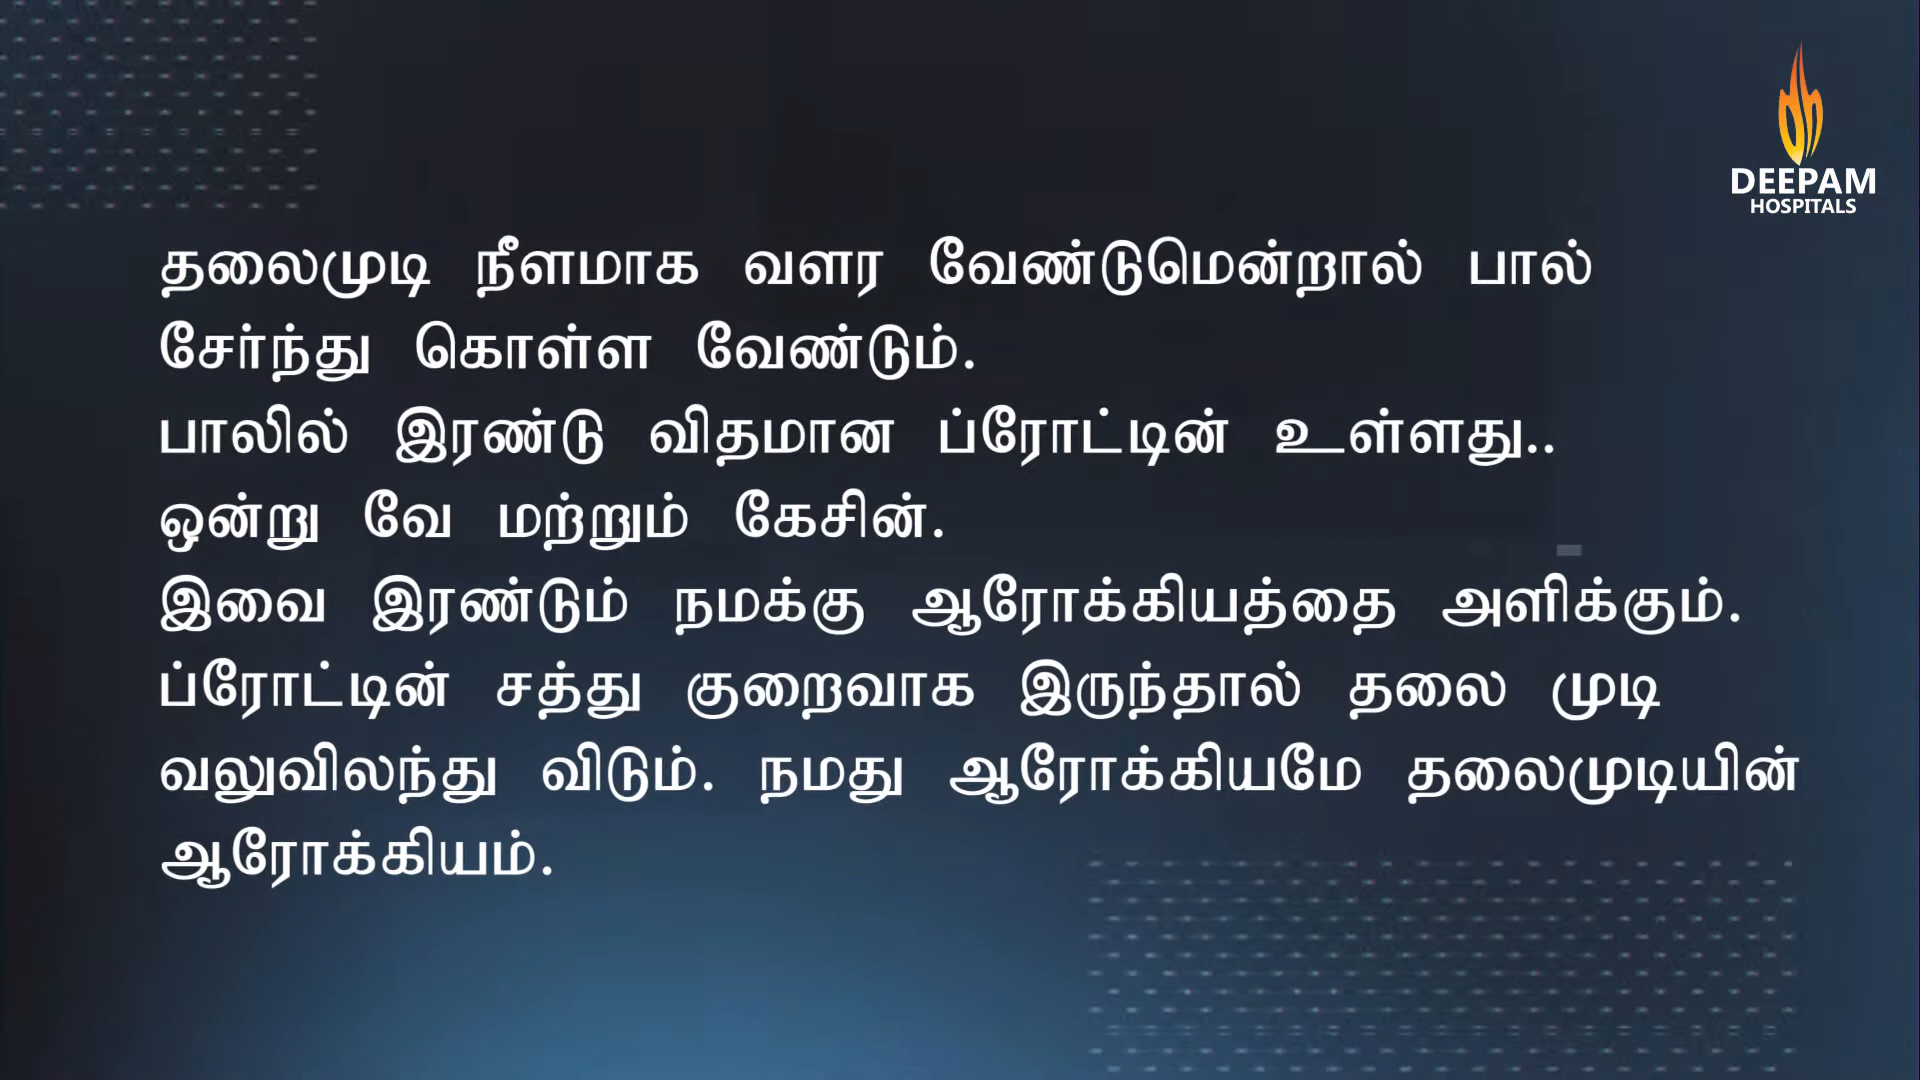 DEEPAM
HOSPITALS
தலைமுடி நீளமாக வளர வேண்டுமென்றால் பால்
சேர்ந்து கொள்ள வேண்டும்.
பாலில் இரண்டு விதமான ப்ரோட்டின் உள்ளது..
ஒன்று வே மற்றும் கேசின்.
இவை இரண்டும் நமக்கு ஆரோக்கியத்தை அளிக்கும்.
ப்ரோட்டின் சத்து குறைவாக இருந்தால் தலை முடி
வலுவிலந்து விடும். நமது ஆரோக்கியமே தலைமுடியின்
ஆரோக்கியம்.